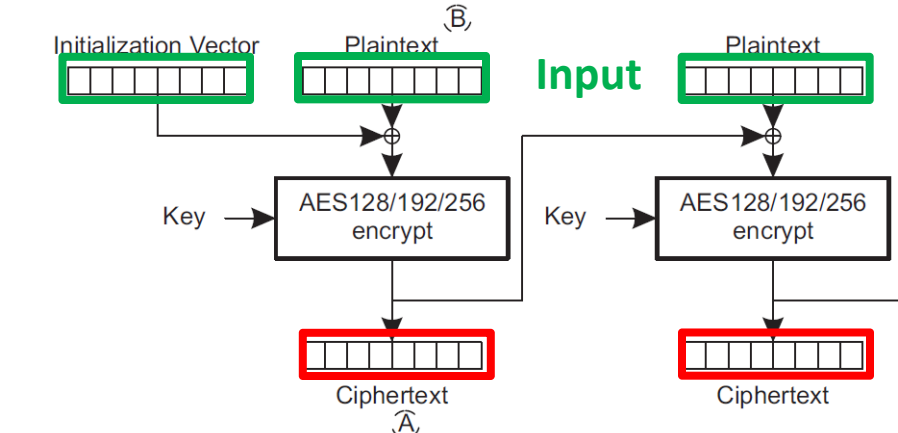 B
Initialization Vector
Plaintext
Plaintext
Input
Key
AES128/192/256
encrypt
Key
AES128/192/256
encrypt
Ciphertext
Ciphertext
A